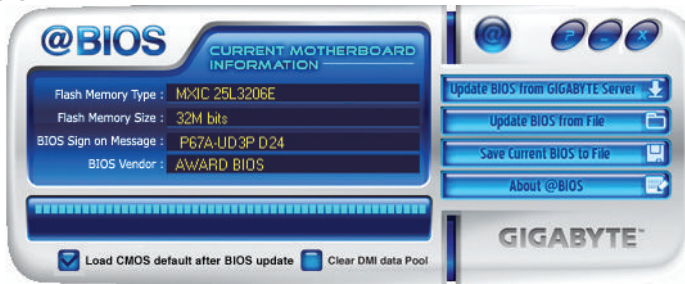 @BIOS
CURRENT MOTHERBOARD
INFORMATION
Flash Memory Type : MXIC 25L3206E
Flash Memory Size : 32M bits
BIOS Sign on Message : P67A-UD3P D24
BIOS Vendor : AWARD BIOS
Load CMOS default after BIOS update
Clear DMI data Pool
@
? _ X
Update BIOS from GIGABYTE Server
Update BIOS from File
Save Current BIOS to File
About @BIOS
GIGABYTE™